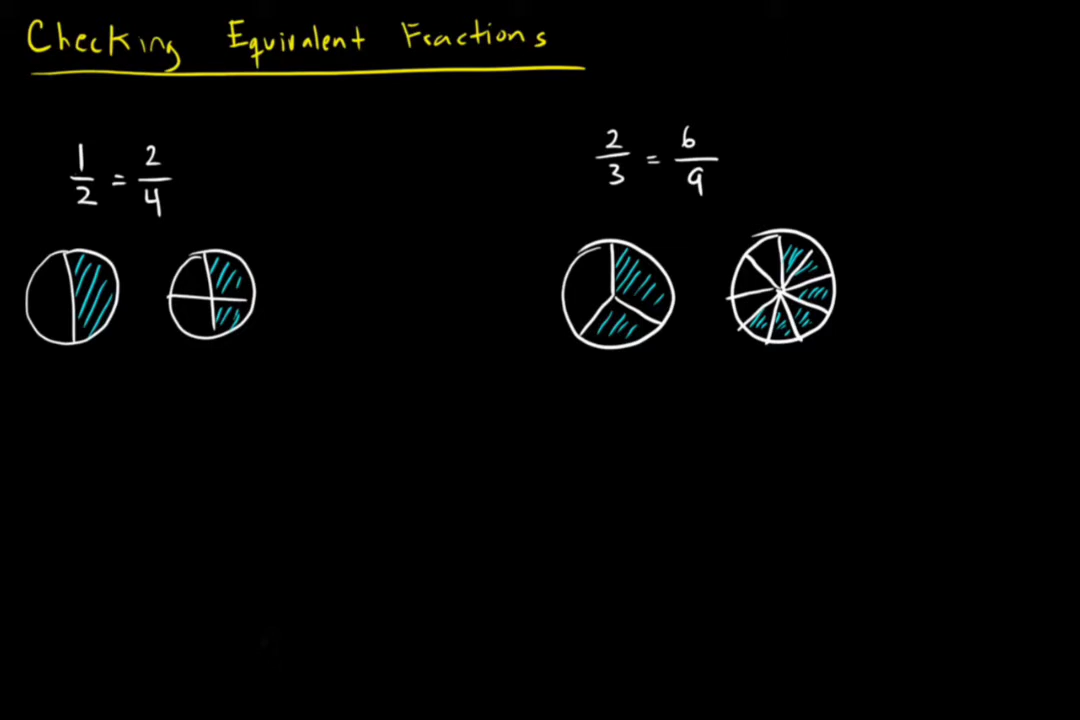 Checking Equivalent Fractions
1/2 = 2/4
2/3 = 6/9